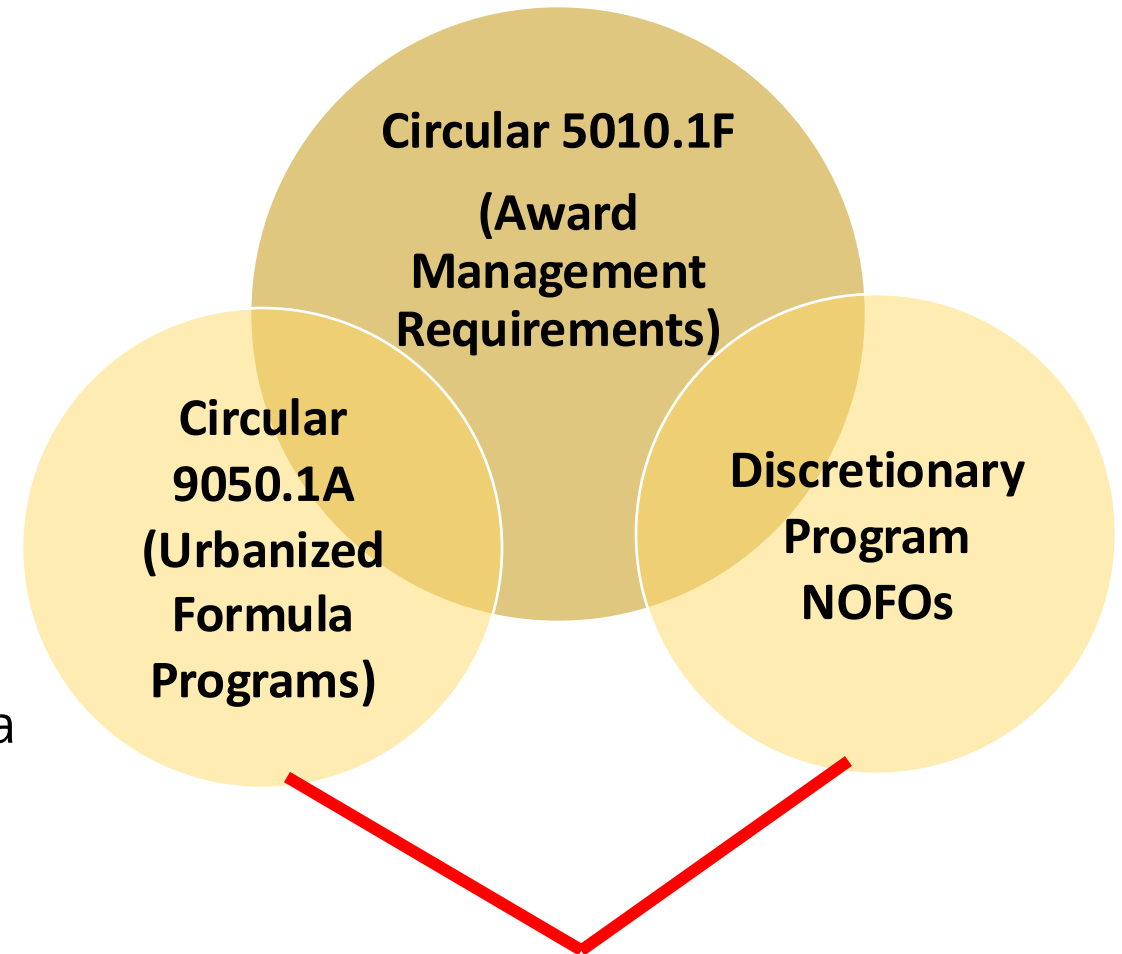 Circular 5010.1F
(Award
Management
Requirements)
Circular
9050.1A
(Urbanized
Formula
Programs)
Discretionary
Program
NOFOs
a